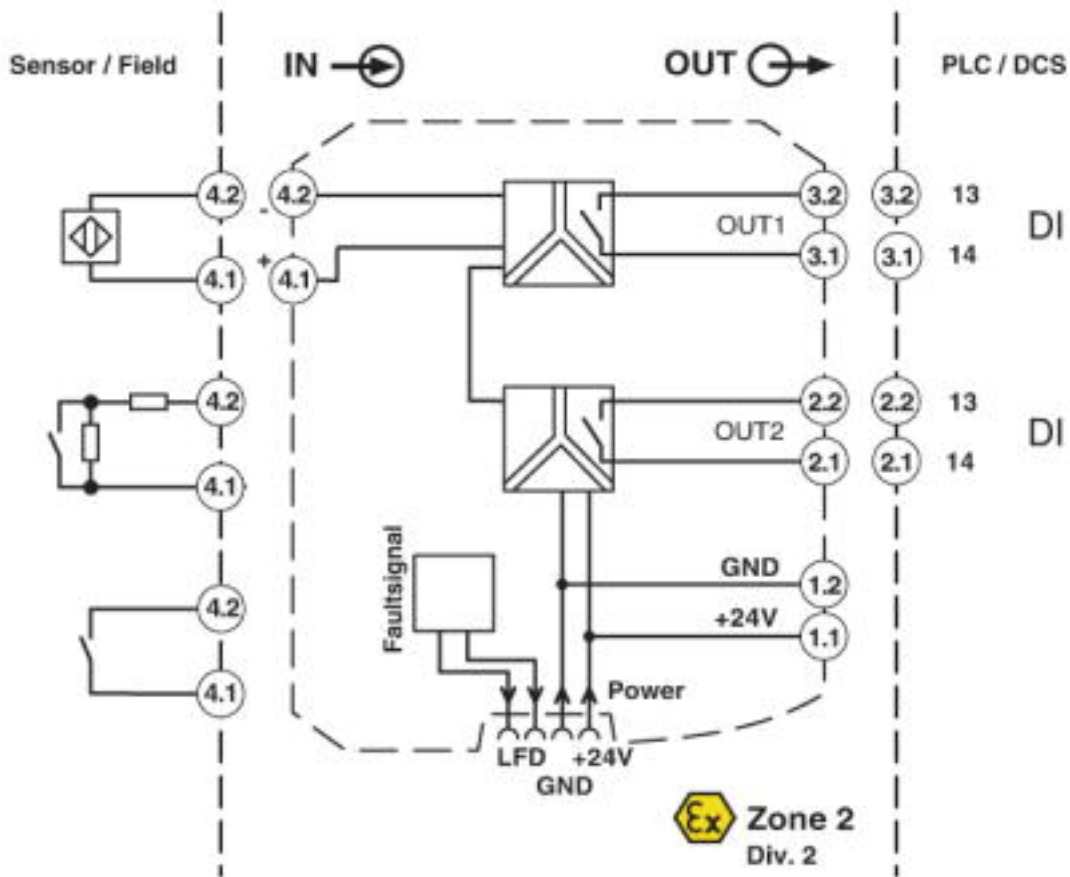 Sensor / Field
IN
OUT
PLC / DCS
4.2
4.2
3.2
3.2
13
-
OUT1
DI
+
4.1
4.1
3.1
3.1
14
4.2
2.2
2.2
13
OUT2
DI
4.1
2.1
2.1
14
Faultsignal
GND
1.2
4.2
+24V
1.1
4.1
Power
LFD
+24V
GND
Ex
Zone 2
Div. 2